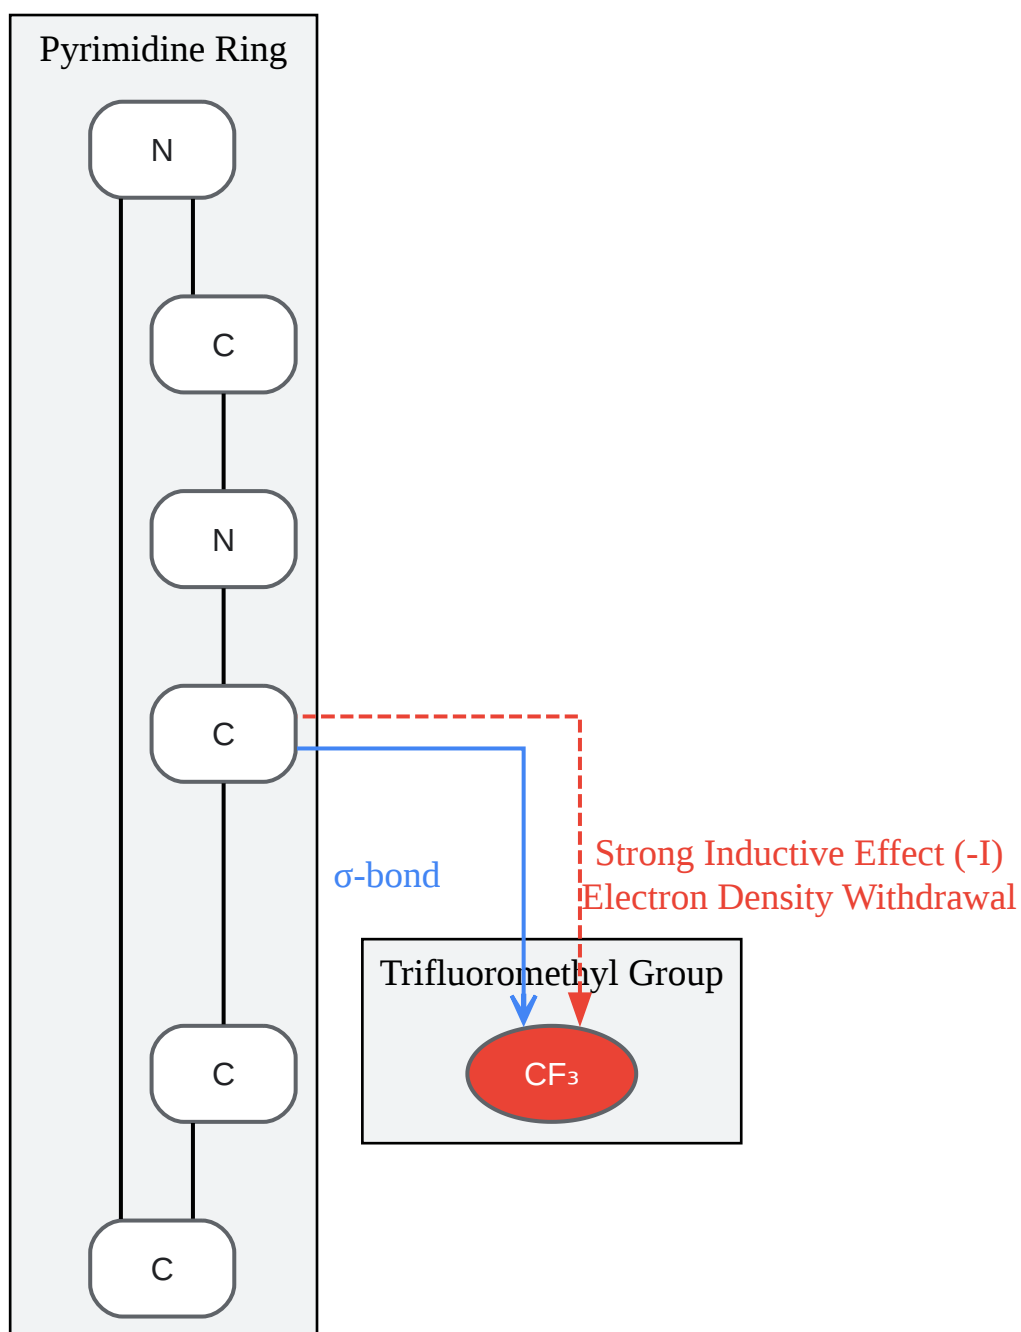 Pyrimidine Ring
N
C
N
C
σ-bond
Strong Inductive Effect (-I)
Electron Density Withdrawal
Trifluoromethyl Group
C
CF₃
C